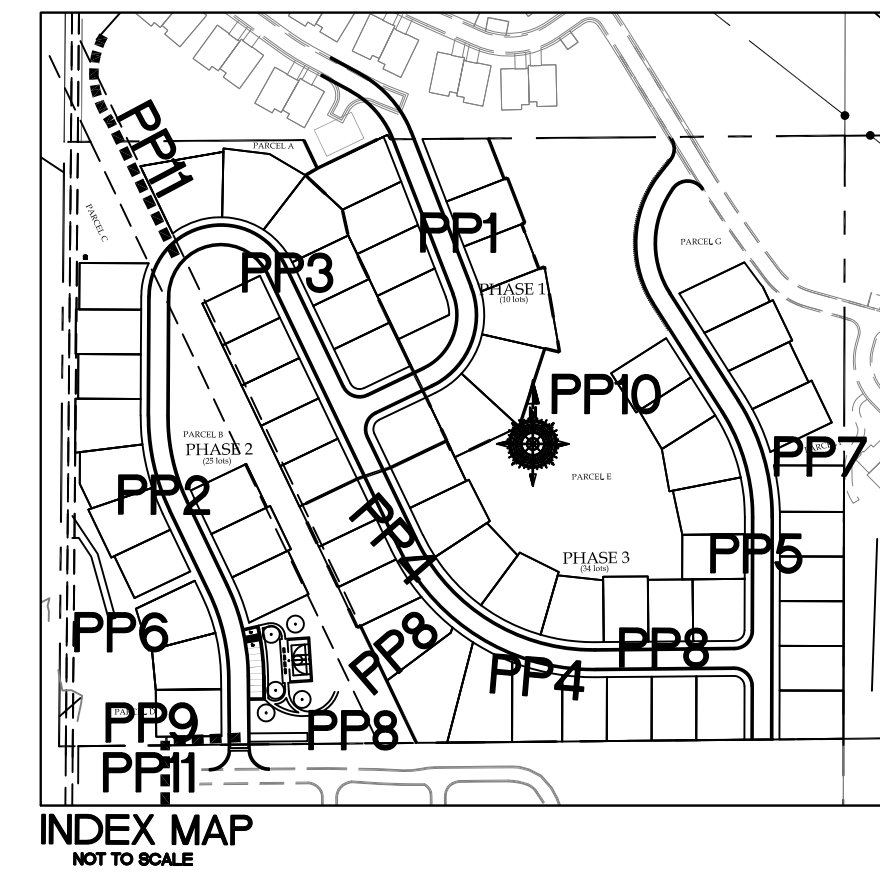 PP11
PARCEL A
PARCEL C
PP1
PARCEL G
PP3
PHASE 1
(10 lots)
PP10
PARCEL B
PHASE 2
(25 lots)
PP7
PARCEL E
PP2
PP4
PHASE 3
(34 lots)
PP5
PP6
PP8
PP8
PP4
PP9
PP8
PP11
INDEX MAP
NOT TO SCALE